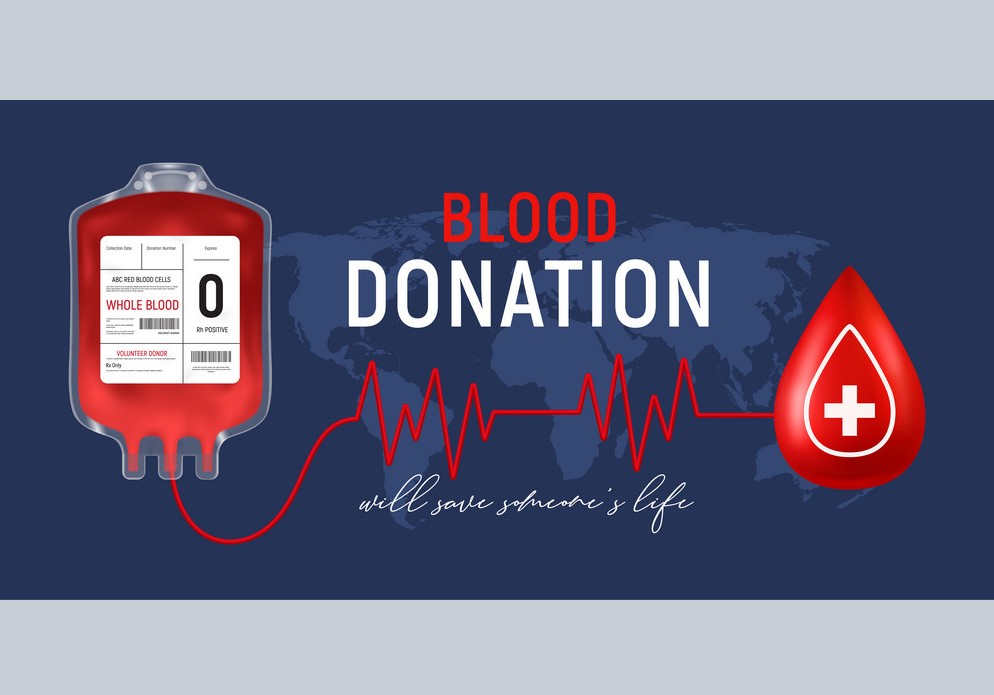 BLOOD
DONATION
will save someone's life
Collection Date
Donation Number
Expires
ABC RED BLOOD CELLS
WHOLE BLOOD
0
Rh POSITIVE
VOLUNTEER DONOR
Rx Only